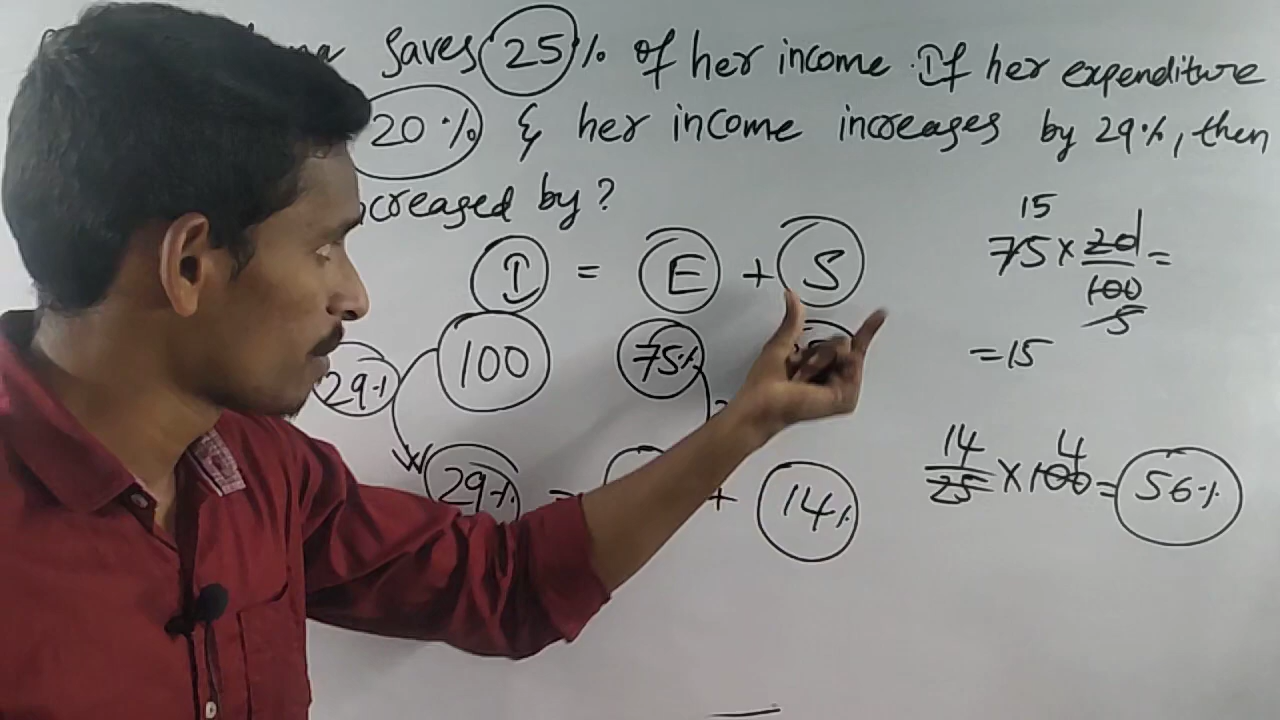 saves 25% of her income. If her expenditure
20% & her income increases by 29%, then
creased by?
I = E + S
100 75%
29%
29% = + 14%
15
75 × 20/100 =
5
= 15
14/25 × 100 = 56%
4